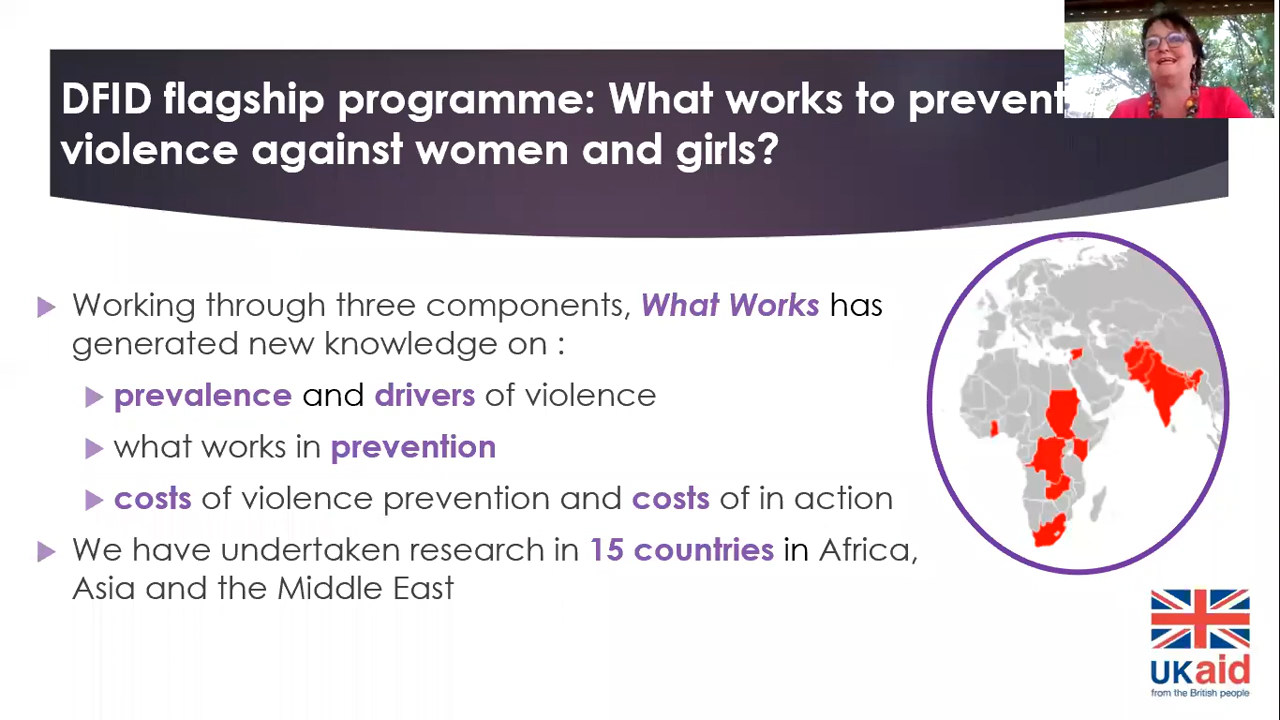 DFID flagship programme: What works to prevent
violence against women and girls?
Working through three components, What Works has
generated new knowledge on :
prevalence and drivers of violence
what works in prevention
costs of violence prevention and costs of in action
We have undertaken research in 15 countries in Africa,
Asia and the Middle East
UKaid
from the British people